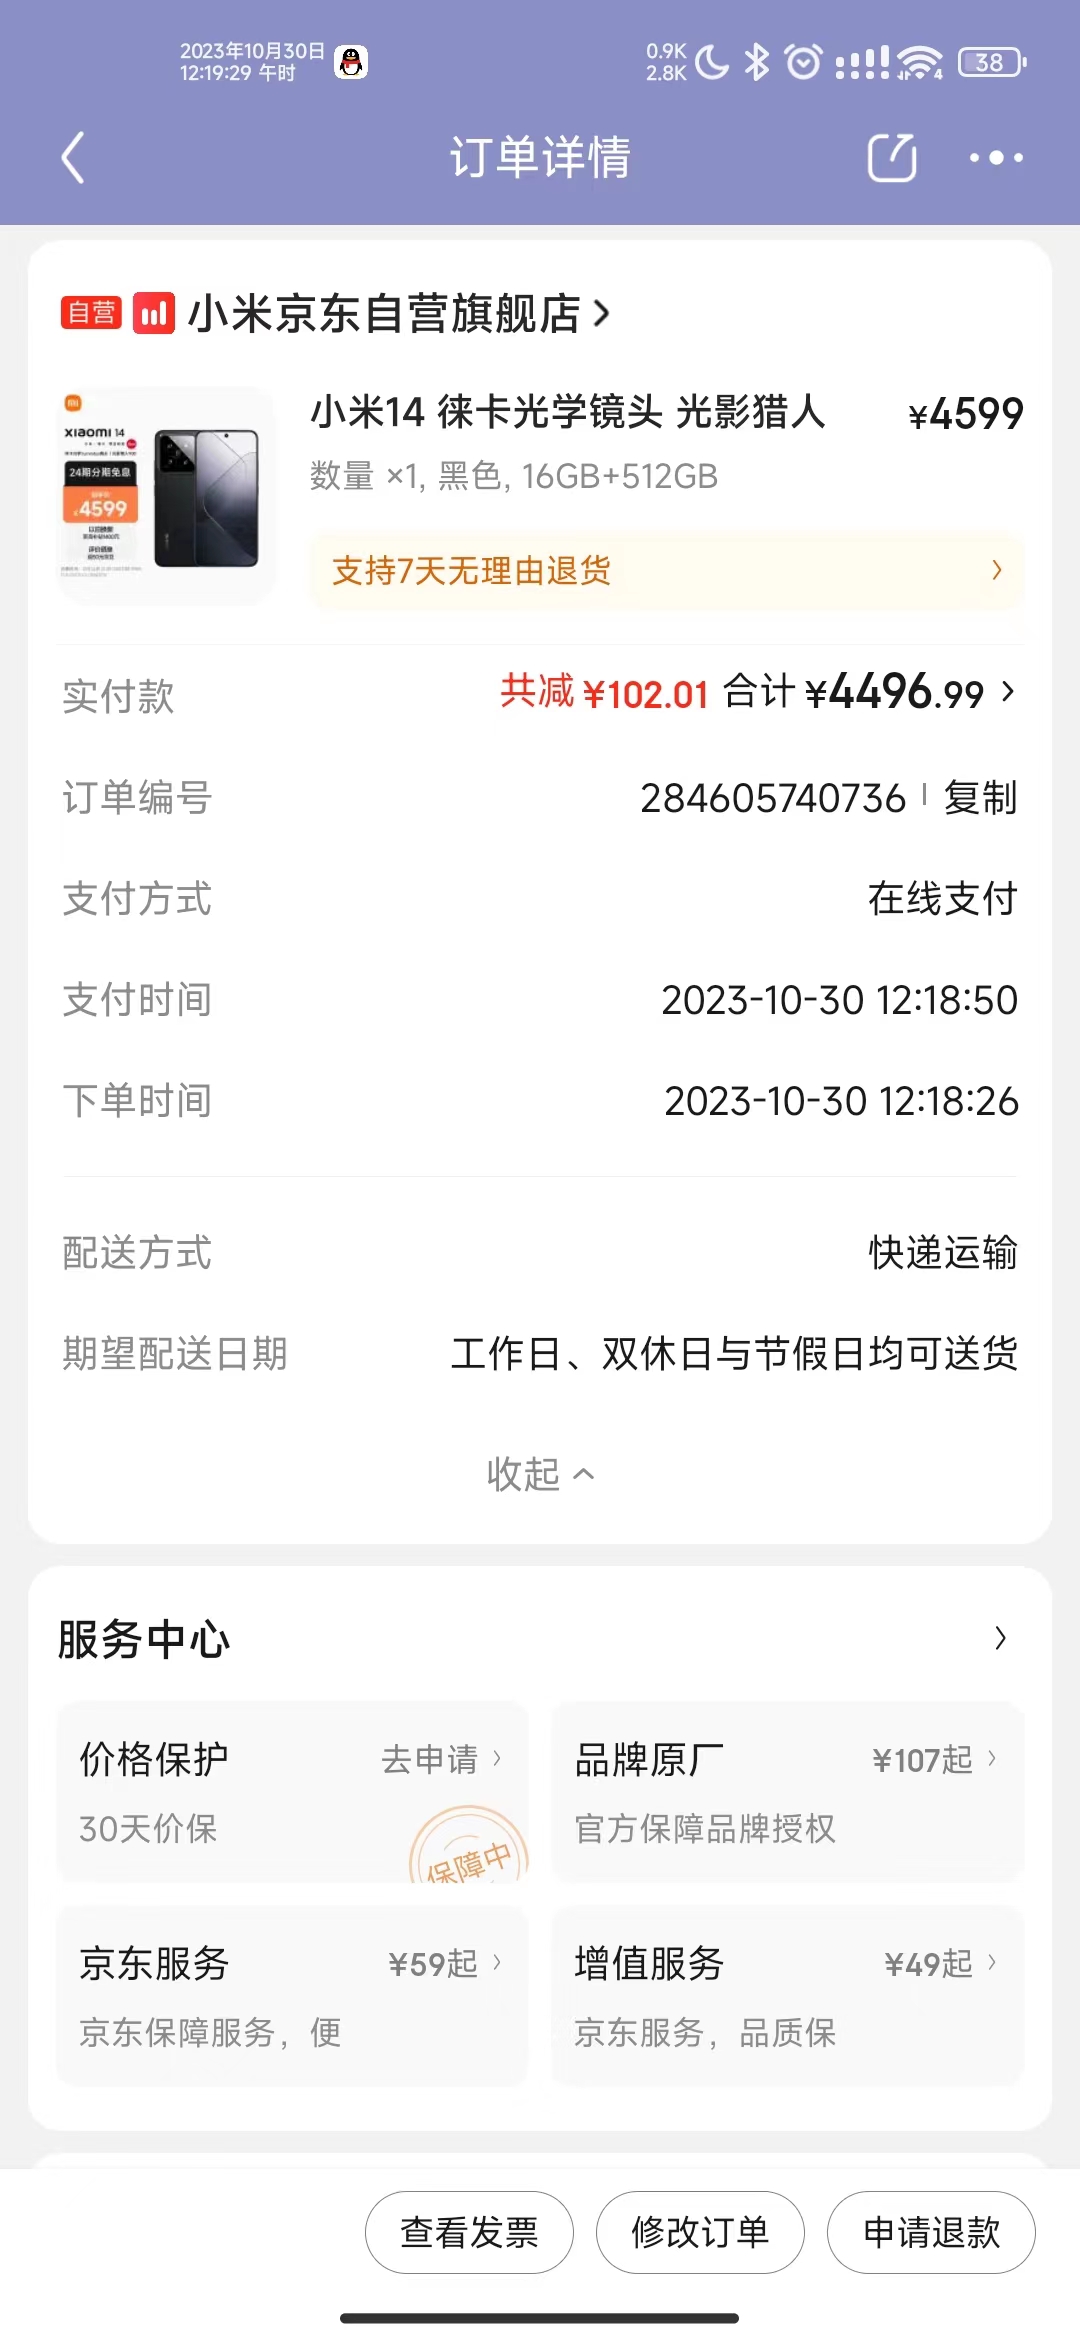 2023年10月30日
12:19:29 午时
0.9K
2.8K
4
38
订单详情
自营 小米京东自营旗舰店
小米14 徕卡光学镜头 光影猎人 ¥4599
数量 ×1, 黑色, 16GB+512GB
xiaomi 14
24期分期免息
4599
支持7天无理由退货
实付款 共减 ¥102.01 合计 ¥4496.99
订单编号 284605740736 | 复制
支付方式 在线支付
支付时间 2023-10-30 12:18:50
下单时间 2023-10-30 12:18:26
配送方式 快递运输
期望配送日期 工作日、双休日与节假日均可送货
收起
服务中心
价格保护 去申请
30天价保
保障中
品牌原厂 ¥107起
官方保障品牌授权
京东服务 ¥59起
京东保障服务，便
增值服务 ¥49起
京东服务，品质保
查看发票 修改订单 申请退款